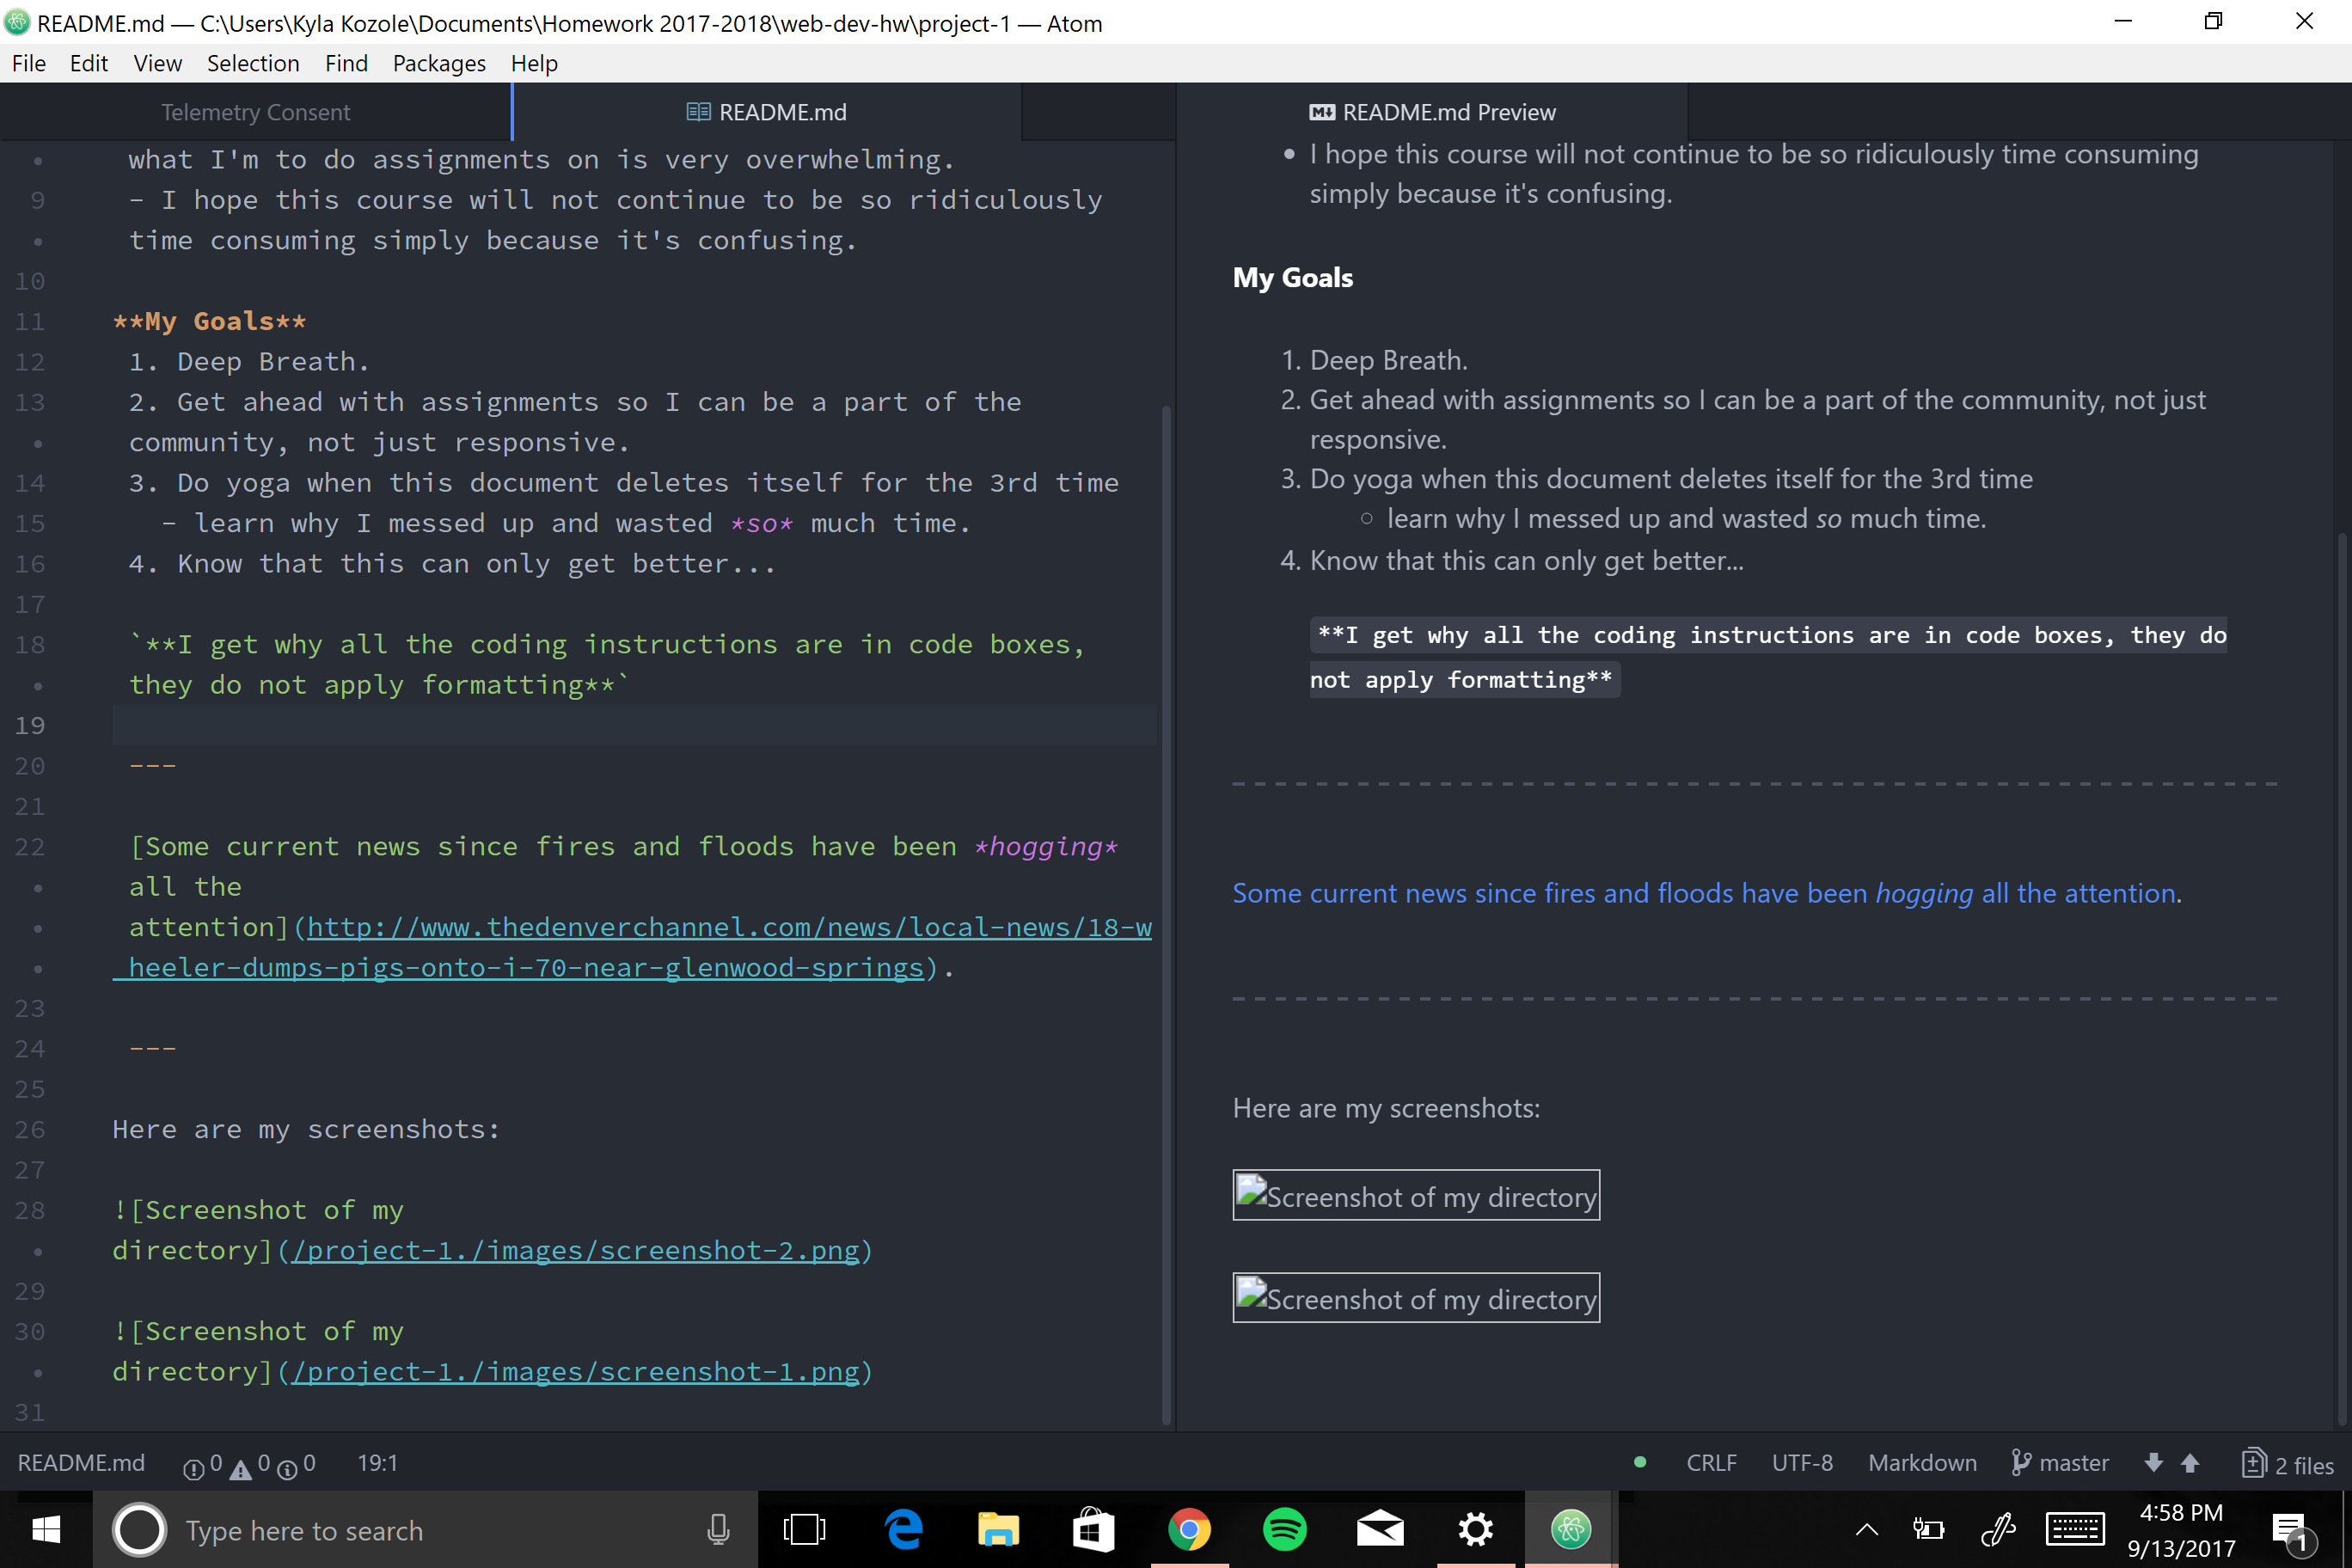 README.md — C:\Users\Kyla Kozole\Documents\Homework 2017-2018\web-dev-hw\project-1 — Atom
File Edit View Selection Find Packages Help
Telemetry Consent
README.md
what I'm to do assignments on is very overwhelming.
9 - I hope this course will not continue to be so ridiculously
time consuming simply because it's confusing.
10
11 **My Goals**
12 1. Deep Breath.
13 2. Get ahead with assignments so I can be a part of the
community, not just responsive.
14 3. Do yoga when this document deletes itself for the 3rd time
15 - learn why I messed up and wasted *so* much time.
16 4. Know that this can only get better...
17
18 `**I get why all the coding instructions are in code boxes,
they do not apply formatting**`
19
20 ---
21
22 [Some current news since fires and floods have been *hogging*
all the
attention](http://www.thedenverchannel.com/news/local-news/18-w
heeler-dumps-pigs-onto-i-70-near-glenwood-springs).
23
24 ---
25
26 Here are my screenshots:
27
28 ![Screenshot of my
directory](/project-1./images/screenshot-2.png)
29
30 ![Screenshot of my
directory](/project-1./images/screenshot-1.png)
31
README.md Preview
• I hope this course will not continue to be so ridiculously time consuming
simply because it's confusing.
My Goals
1. Deep Breath.
2. Get ahead with assignments so I can be a part of the community, not just
responsive.
3. Do yoga when this document deletes itself for the 3rd time
○ learn why I messed up and wasted so much time.
4. Know that this can only get better...
**I get why all the coding instructions are in code boxes, they do
not apply formatting**
Some current news since fires and floods have been hogging all the attention.
Here are my screenshots:
Screenshot of my directory
Screenshot of my directory
README.md 0 0 0 19:1
CRLF UTF-8 Markdown master 2 files
Type here to search
4:58 PM
9/13/2017
1